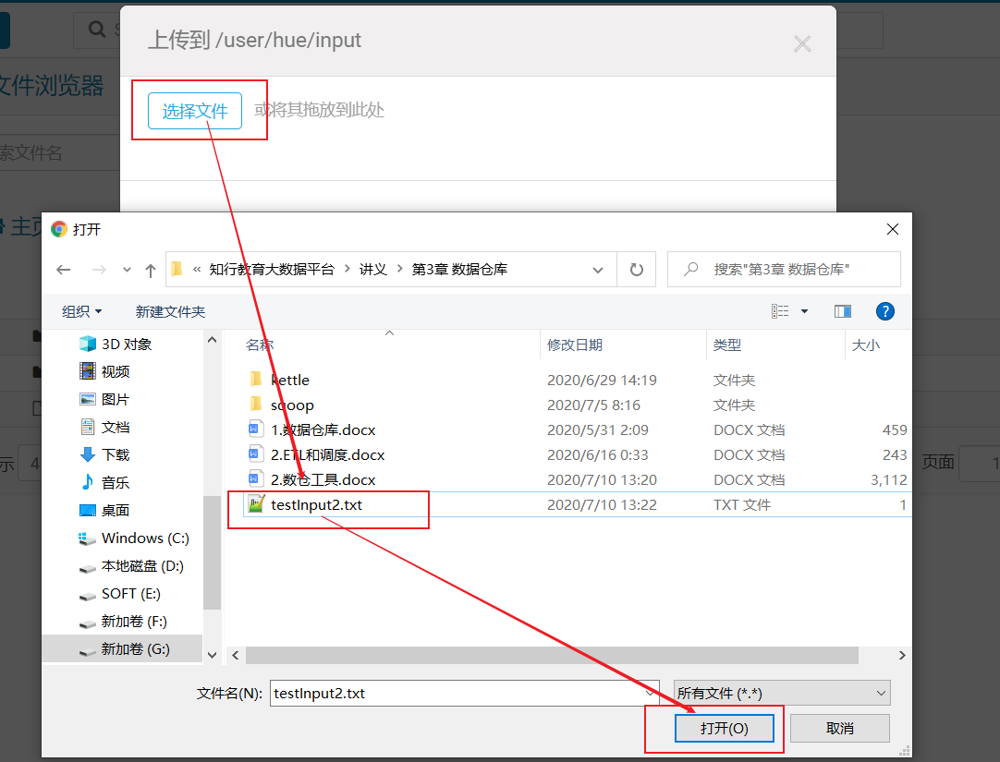 S
上传到 /user/hue/input
文件浏览器
选择文件 或将其拖放到此处
索文件名
主页
打开
« 知行教育大数据平台 › 讲义 › 第3章 数据仓库
搜索"第3章 数据仓库"
组织 新建文件夹
名称 修改日期 类型 大小
3D 对象
视频
图片
文档
下载
音乐
桌面
Windows (C:)
本地磁盘 (D:)
SOFT (E:)
新加卷 (F:)
新加卷 (G:)
kettle 2020/6/29 14:19 文件夹
sqoop 2020/7/5 8:16 文件夹
1.数据仓库.docx 2020/5/31 2:09 DOCX 文档 459
2.ETL和调度.docx 2020/6/16 0:33 DOCX 文档 243
2.数仓工具.docx 2020/7/10 13:20 DOCX 文档 3,112
testInput2.txt 2020/7/10 13:22 TXT 文件 1
示 4
页面 1
文件名(N): testInput2.txt 所有文件 (*.*)
打开(O) 取消